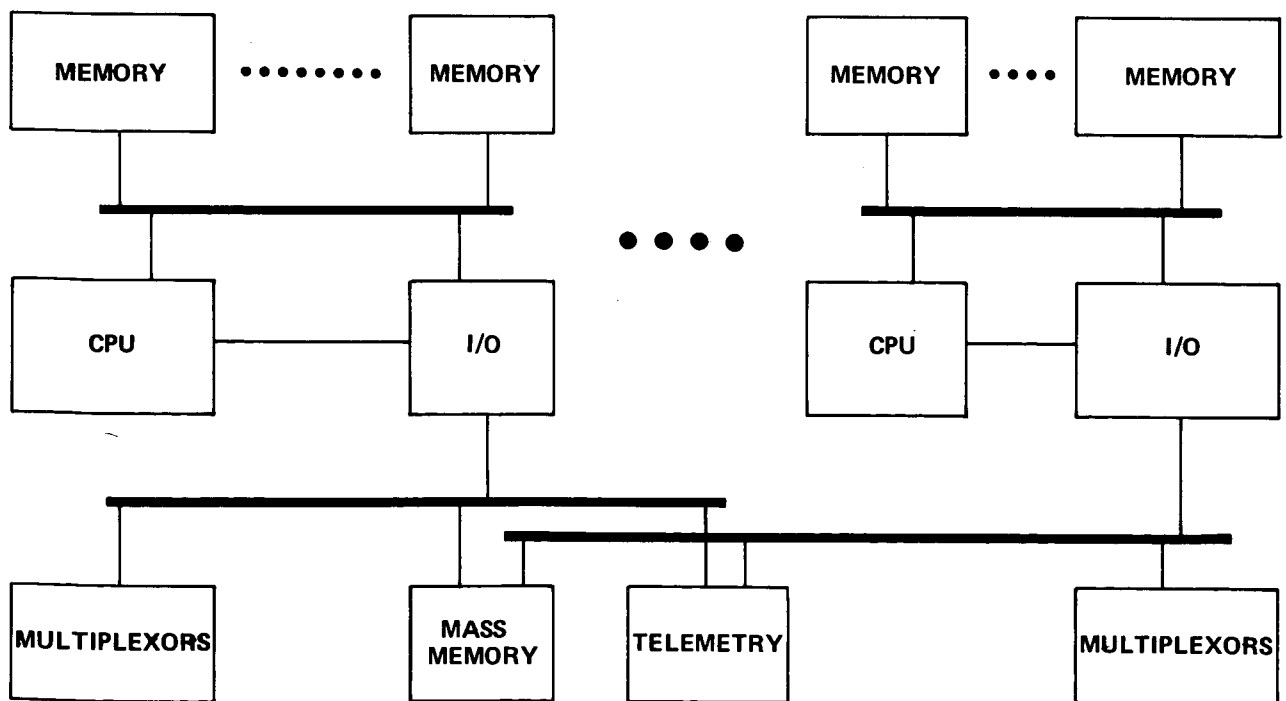 MEMORY
MEMORY
MEMORY
MEMORY
CPU
I/O
CPU
I/O
MULTIPLEXORS
MASS
MEMORY
TELEMETRY
MULTIPLEXORS